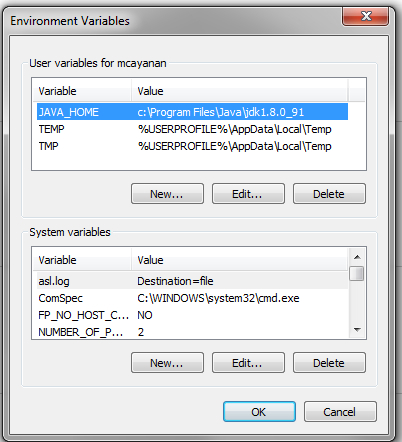 Environment Variables
User variables for mcayanan
Variable Value
JAVA_HOME c:\Program Files\Java\jdk1.8.0_91
TEMP %USERPROFILE%\AppData\Local\Temp
TMP %USERPROFILE%\AppData\Local\Temp
New... Edit... Delete
System variables
Variable Value
asl.log Destination=file
ComSpec C:\WINDOWS\system32\cmd.exe
FP_NO_HOST_C... NO
NUMBER_OF_P... 2
New... Edit... Delete
OK Cancel